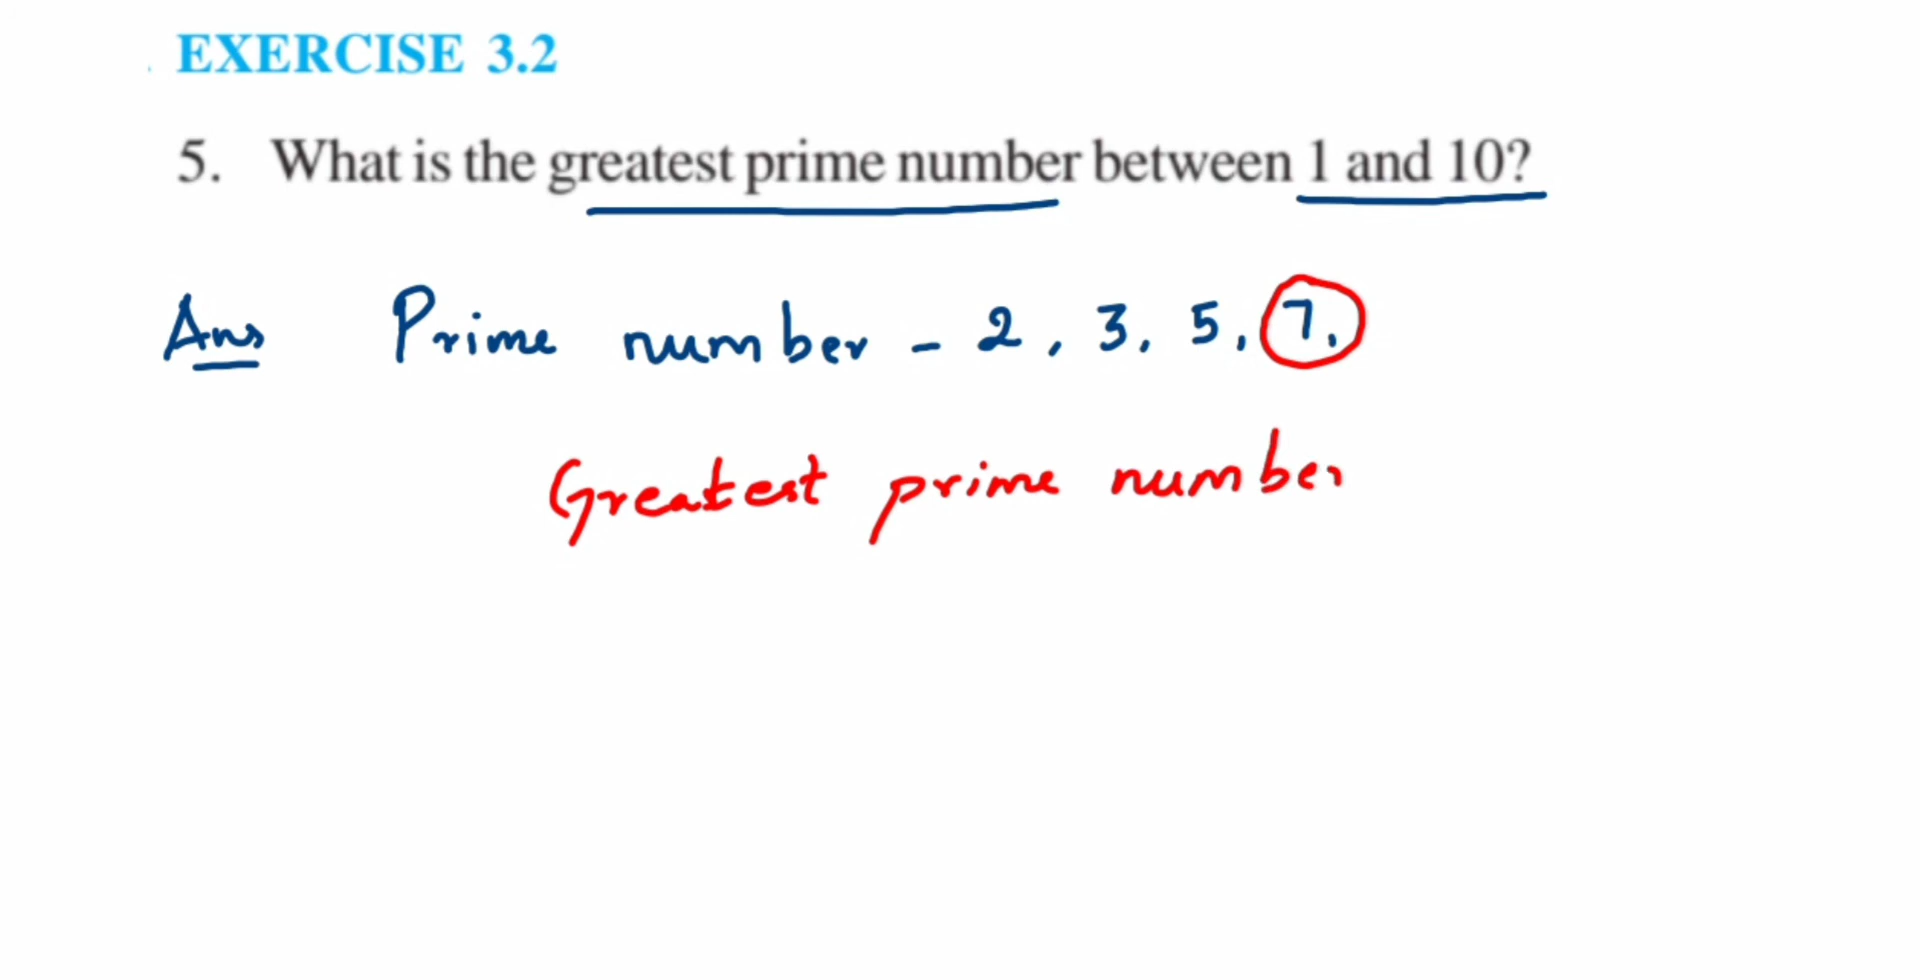 EXERCISE 3.2
5. What is the greatest prime number between 1 and 10?
Ans Prime number - 2, 3, 5, 7,
Greatest prime number